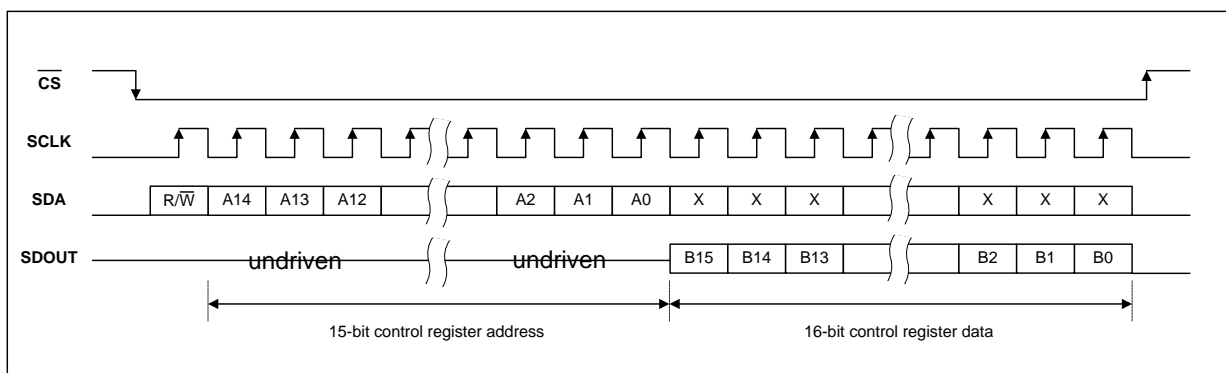 CS
SCLK
SDA R/W A14 A13 A12 A2 A1 A0 X X X X X X
SDOUT undriven undriven B15 B14 B13 B2 B1 B0
15-bit control register address 16-bit control register data